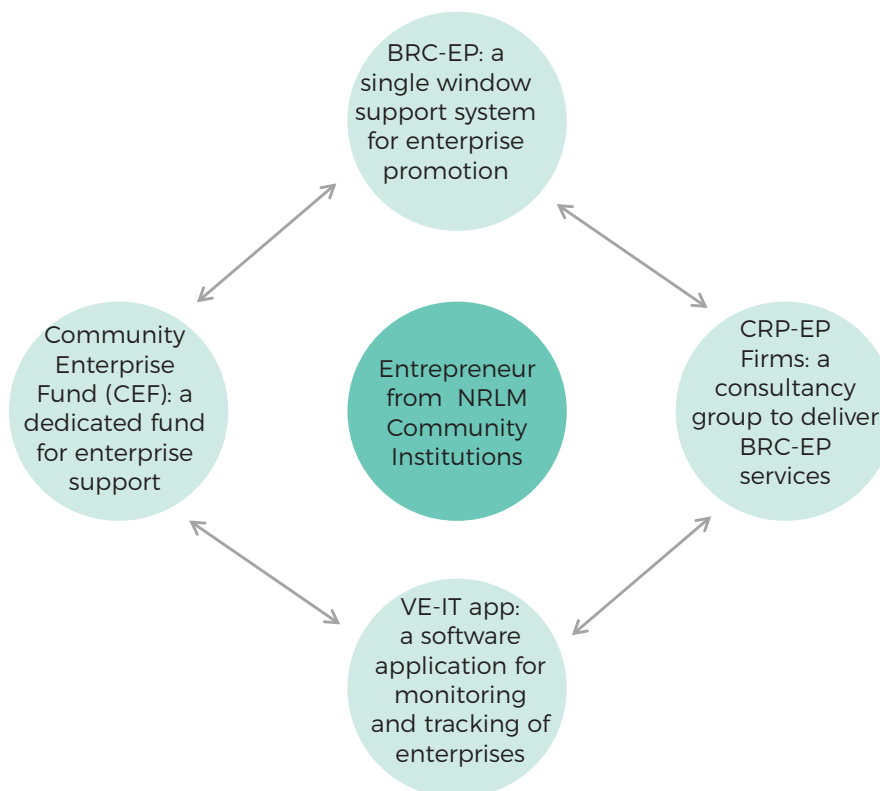 BRC-EP: a
single window
support system
for enterprise
promotion
Community
Enterprise
Fund (CEF): a
dedicated fund
for enterprise
support
Entrepreneur
from NRLM
Community
Institutions
CRP-EP
Firms: a
consultancy
group to deliver
BRC-EP
services
VE-IT app:
a software
application for
monitoring
and tracking of
enterprises